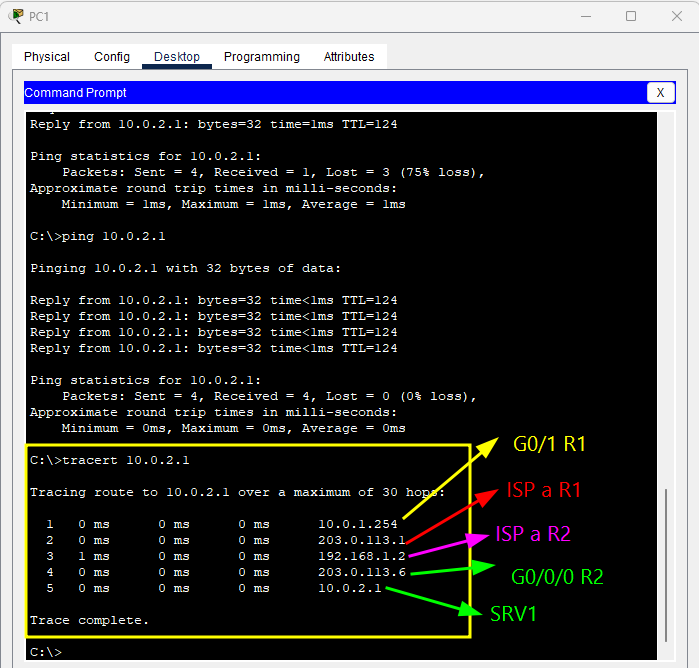 PC1
Physical Config Desktop Programming Attributes
Command Prompt X
Reply from 10.0.2.1: bytes=32 time=1ms TTL=124
Ping statistics for 10.0.2.1:
Packets: Sent = 4, Received = 1, Lost = 3 (75% loss),
Approximate round trip times in milli-seconds:
Minimum = 1ms, Maximum = 1ms, Average = 1ms
C:\>ping 10.0.2.1
Pinging 10.0.2.1 with 32 bytes of data:
Reply from 10.0.2.1: bytes=32 time<1ms TTL=124
Reply from 10.0.2.1: bytes=32 time<1ms TTL=124
Reply from 10.0.2.1: bytes=32 time<1ms TTL=124
Reply from 10.0.2.1: bytes=32 time<1ms TTL=124
Ping statistics for 10.0.2.1:
Packets: Sent = 4, Received = 4, Lost = 0 (0% loss),
Approximate round trip times in milli-seconds:
Minimum = 0ms, Maximum = 0ms, Average = 0ms
C:\>tracert 10.0.2.1
Tracing route to 10.0.2.1 over a maximum of 30 hops:
1 0 ms 0 ms 0 ms 10.0.1.254
2 0 ms 0 ms 0 ms 203.0.113.1
3 1 ms 0 ms 0 ms 192.168.1.2
4 0 ms 0 ms 0 ms 203.0.113.6
5 0 ms 0 ms 0 ms 10.0.2.1
Trace complete.
C:\>
G0/1 R1
ISP a R1
ISP a R2
G0/0/0 R2
SRV1